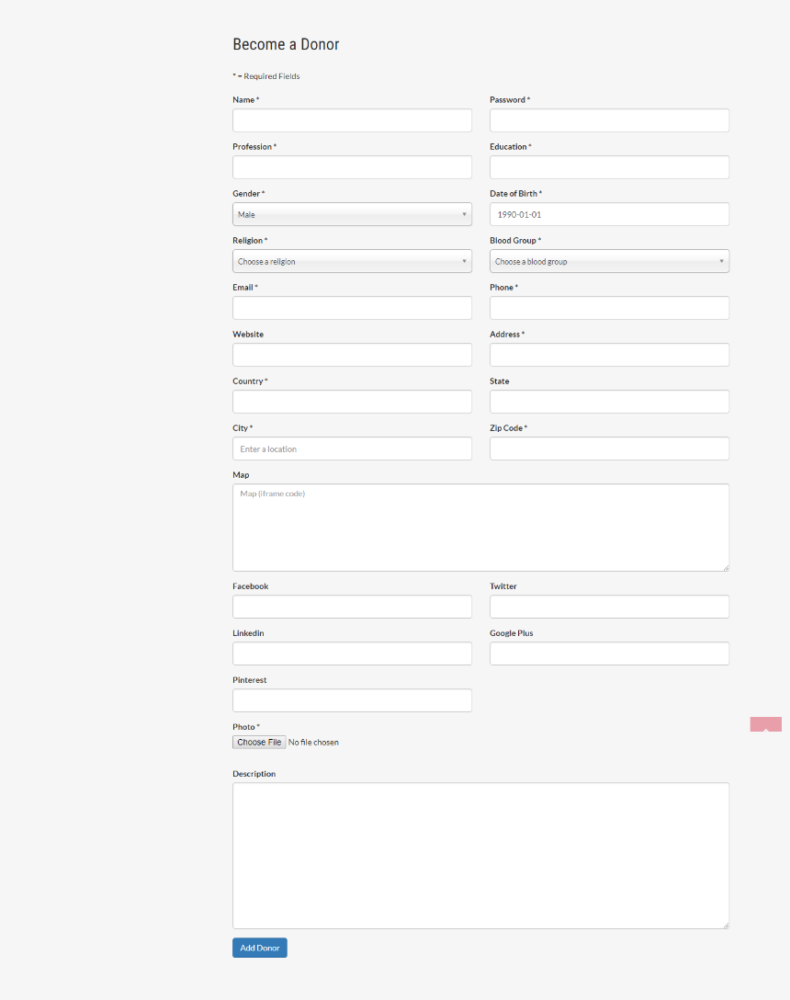 Become a Donor
* = Required Fields
Name * Password *
Profession * Education *
Gender * Date of Birth *
Male 1990-01-01
Religion * Blood Group *
Choose a religion Choose a blood group
Email * Phone *
Website Address *
Country * State
City * Zip Code *
Enter a location
Map
Map (iframe code)
Facebook Twitter
Linkedin Google Plus
Pinterest
Photo *
Choose File No file chosen
Description
Add Donor